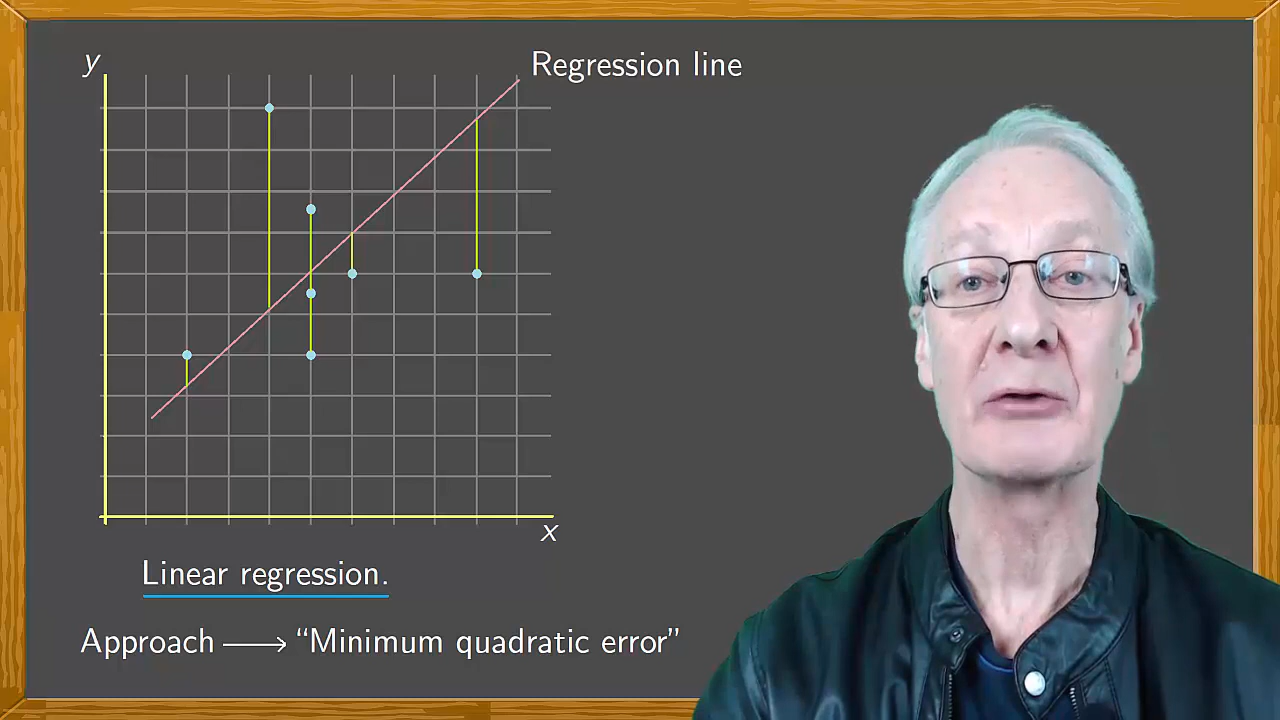 y
Regression line
x
Linear regression.
Approach ⟶ “Minimum quadratic error”